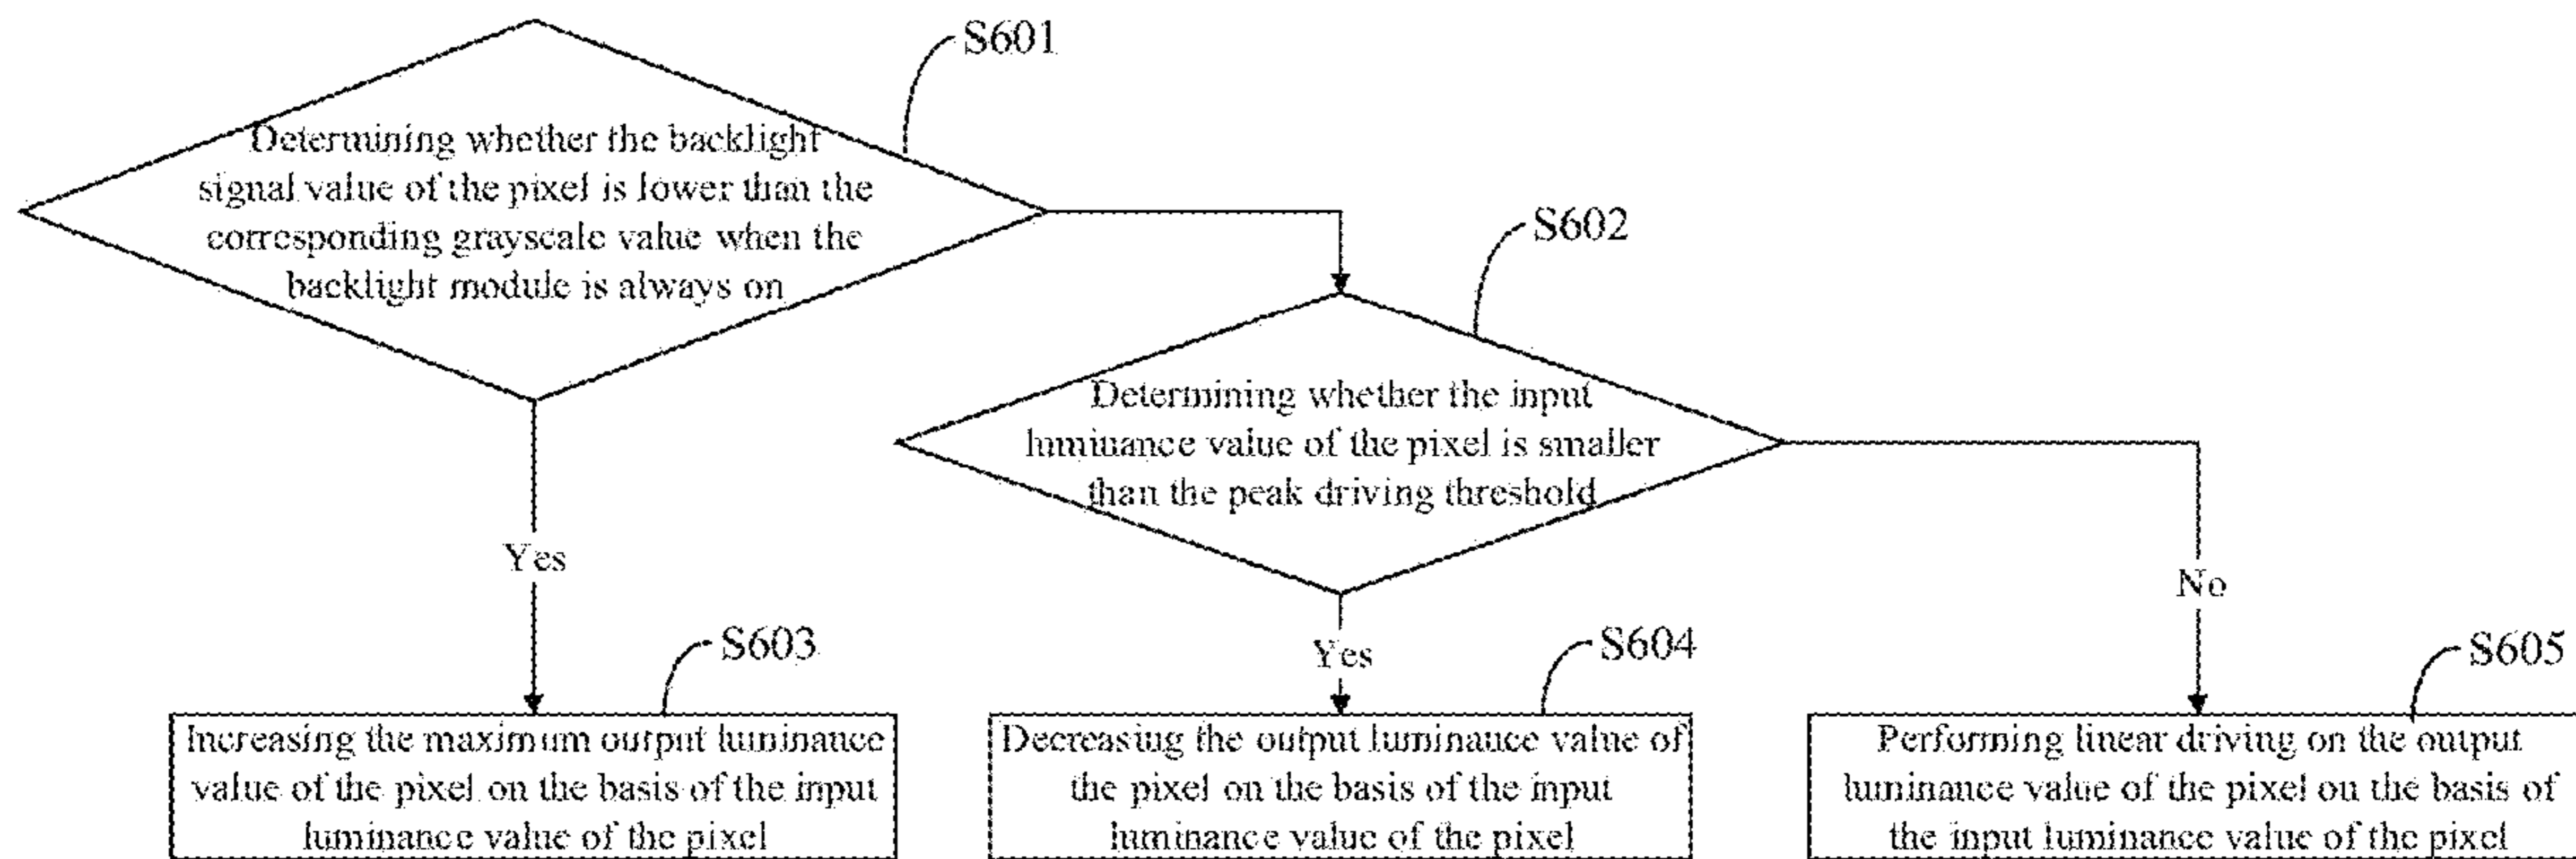 S601
Determining whether the backlight
signal value of the pixel is lower than the
corresponding grayscale value when the
backlight module is always on
S602
Determining whether the input
luminance value of the pixel is smaller
than the peak driving threshold
Yes
No
Yes
S603
S604
S605
Increasing the maximum output luminance
value of the pixel on the basis of the input
luminance value of the pixel
Decreasing the output luminance value of
the pixel on the basis of the input
luminance value of the pixel
Performing linear driving on the output
luminance value of the pixel on the basis of
the input luminance value of the pixel